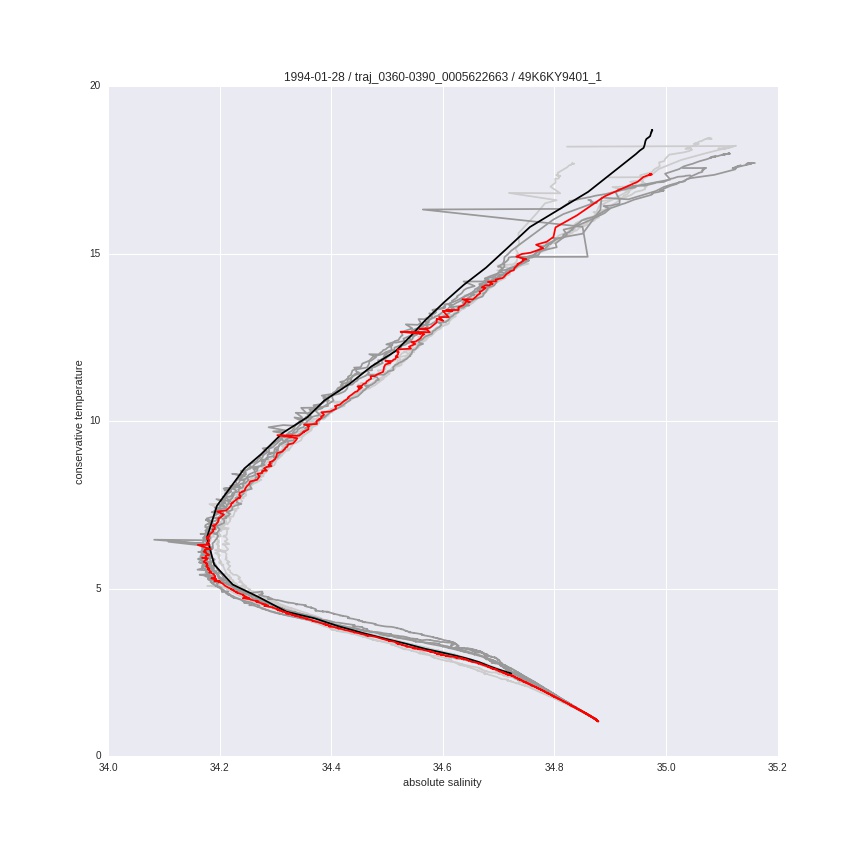 1994-01-28 / traj_0360-0390_0005622663 / 49K6KY9401_1
20
15
10
5
0
conservative temperature
34.0 34.2 34.4 34.6 34.8 35.0 35.2
absolute salinity